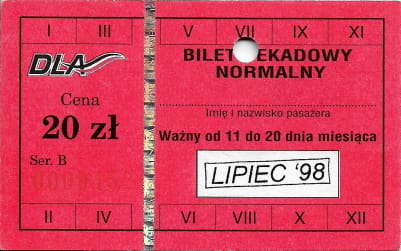 I III V VII IX XI
DLA
BILET DEKADOWY
NORMALNY
Cena
20 zł
Imię i nazwisko pasażera
Ważny od 11 do 20 dnia miesiąca
Ser. B
LIPIEC '98
II IV VI VIII X XII